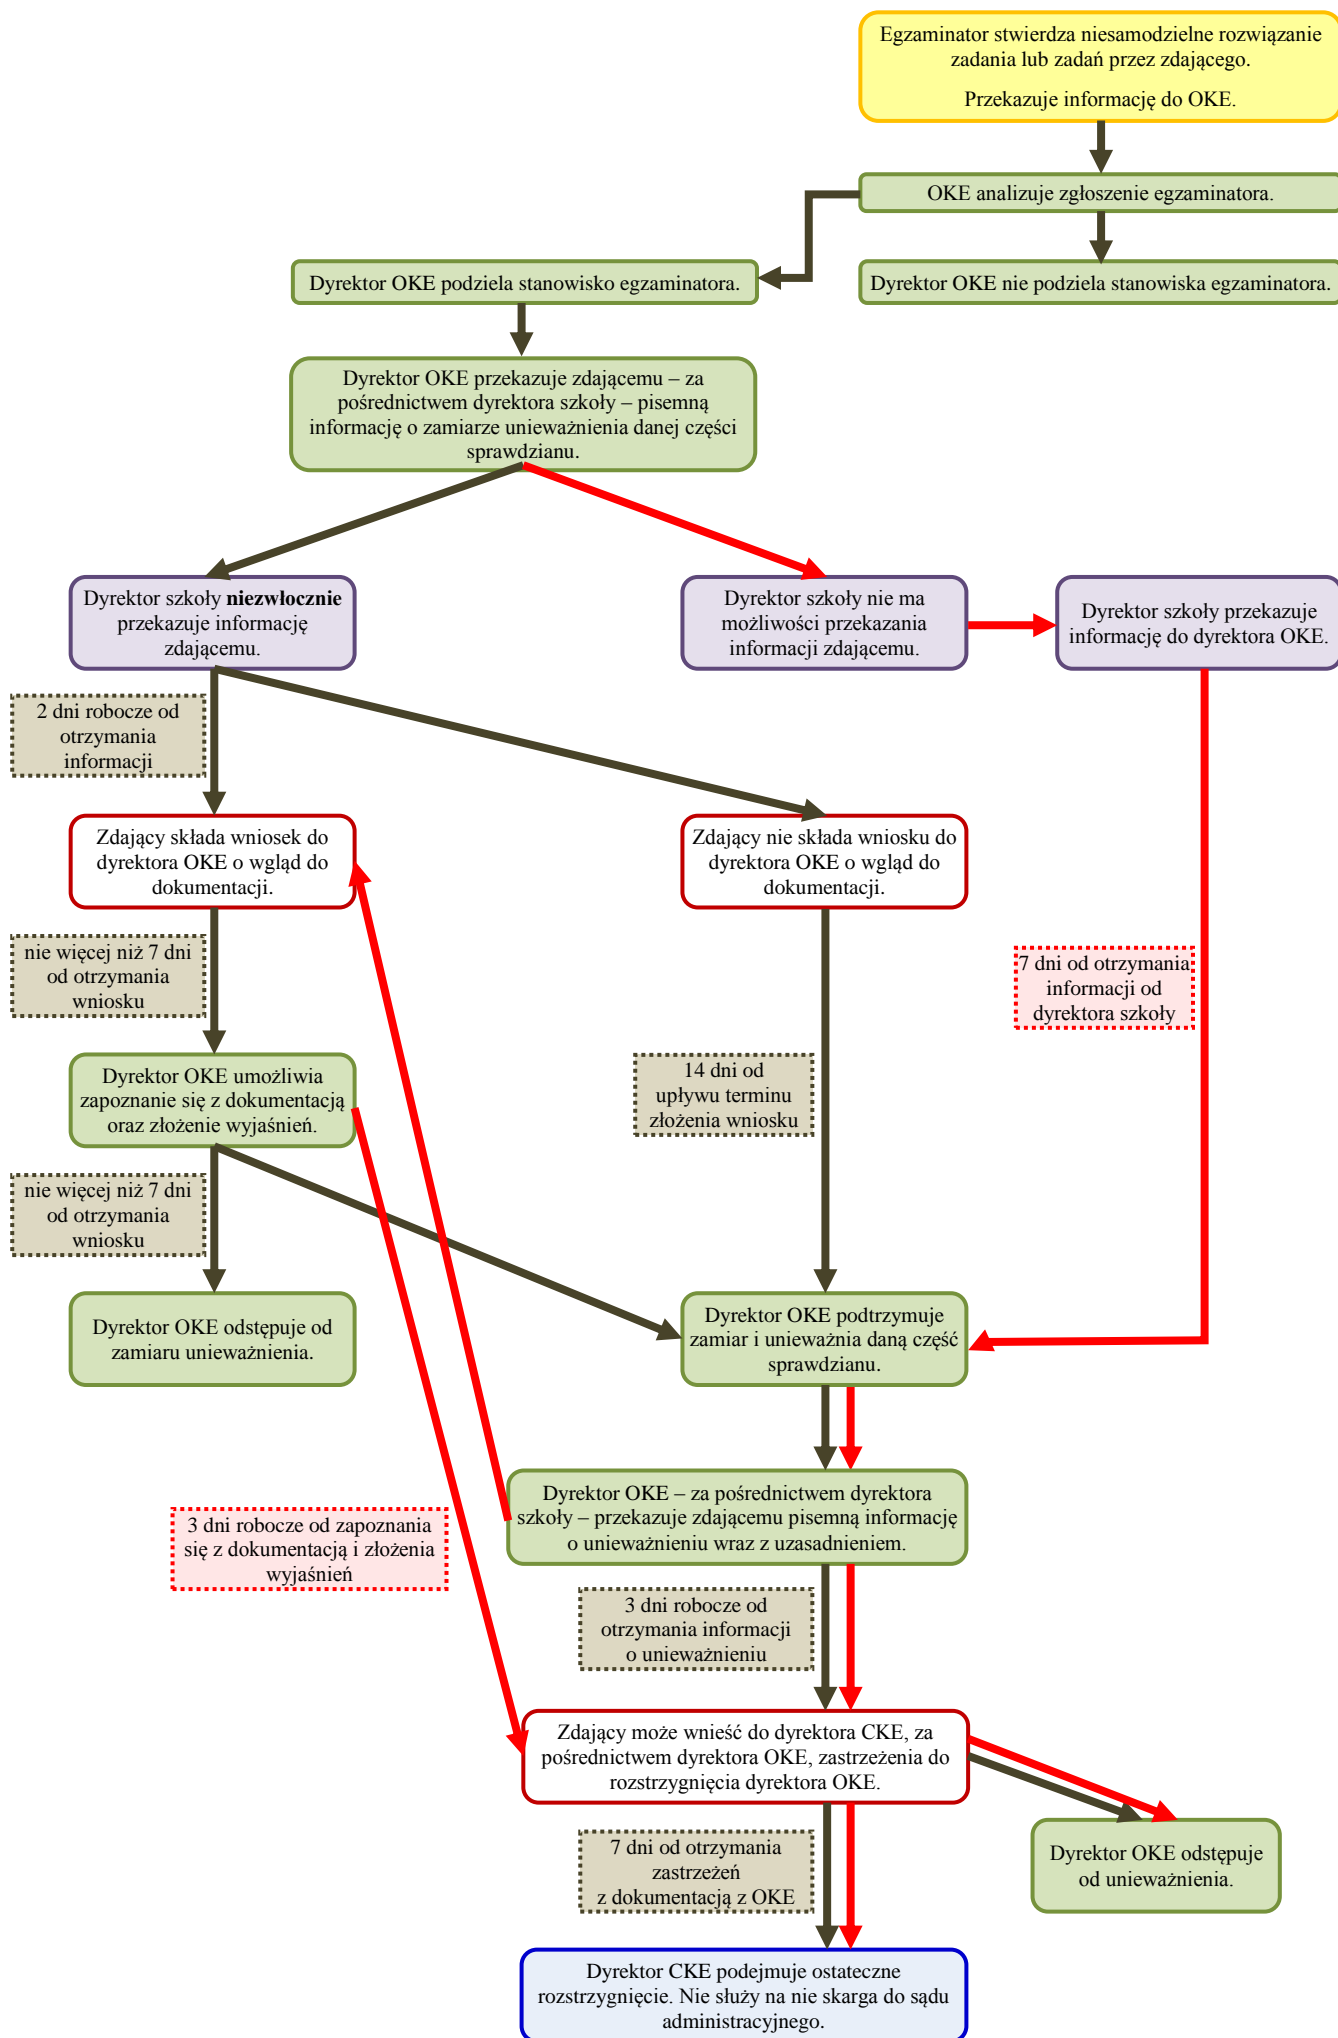 Egzaminator stwierdza niesamodzielne rozwiązanie
zadania lub zadań przez zdającego.
Przekazuje informację do OKE.
OKE analizuje zgłoszenie egzaminatora.
Dyrektor OKE podziela stanowisko egzaminatora.
Dyrektor OKE nie podziela stanowiska egzaminatora.
Dyrektor OKE przekazuje zdającemu – za
pośrednictwem dyrektora szkoły – pisemną
informację o zamiarze unieważnienia danej części
sprawdzianu.
Dyrektor szkoły niezwłocznie
przekazuje informację
zdającemu.
Dyrektor szkoły nie ma
możliwości przekazania
informacji zdającemu.
Dyrektor szkoły przekazuje
informację do dyrektora OKE.
2 dni robocze od
otrzymania
informacji
Zdający składa wniosek do
dyrektora OKE o wgląd do
dokumentacji.
Zdający nie składa wniosku do
dyrektora OKE o wgląd do
dokumentacji.
nie więcej niż 7 dni
od otrzymania
wniosku
7 dni od otrzymania
informacji od
dyrektora szkoły
Dyrektor OKE umożliwia
zapoznanie się z dokumentacją
oraz złożenie wyjaśnień.
14 dni od
upływu terminu
złożenia wniosku
nie więcej niż 7 dni
od otrzymania
wniosku
Dyrektor OKE odstępuje od
zamiaru unieważnienia.
Dyrektor OKE podtrzymuje
zamiar i unieważnia daną część
sprawdzianu.
Dyrektor OKE – za pośrednictwem dyrektora
szkoły – przekazuje zdającemu pisemną informację
o unieważnieniu wraz z uzasadnieniem.
3 dni robocze od zapoznania
się z dokumentacją i złożenia
wyjaśnień
3 dni robocze od
otrzymania informacji
o unieważnieniu
Zdający może wnieść do dyrektora CKE, za
pośrednictwem dyrektora OKE, zastrzeżenia do
rozstrzygnięcia dyrektora OKE.
7 dni od otrzymania
zastrzeżeń
z dokumentacją z OKE
Dyrektor OKE odstępuje
od unieważnienia.
Dyrektor CKE podejmuje ostateczne
rozstrzygnięcie. Nie służy na nie skarga do sądu
administracyjnego.